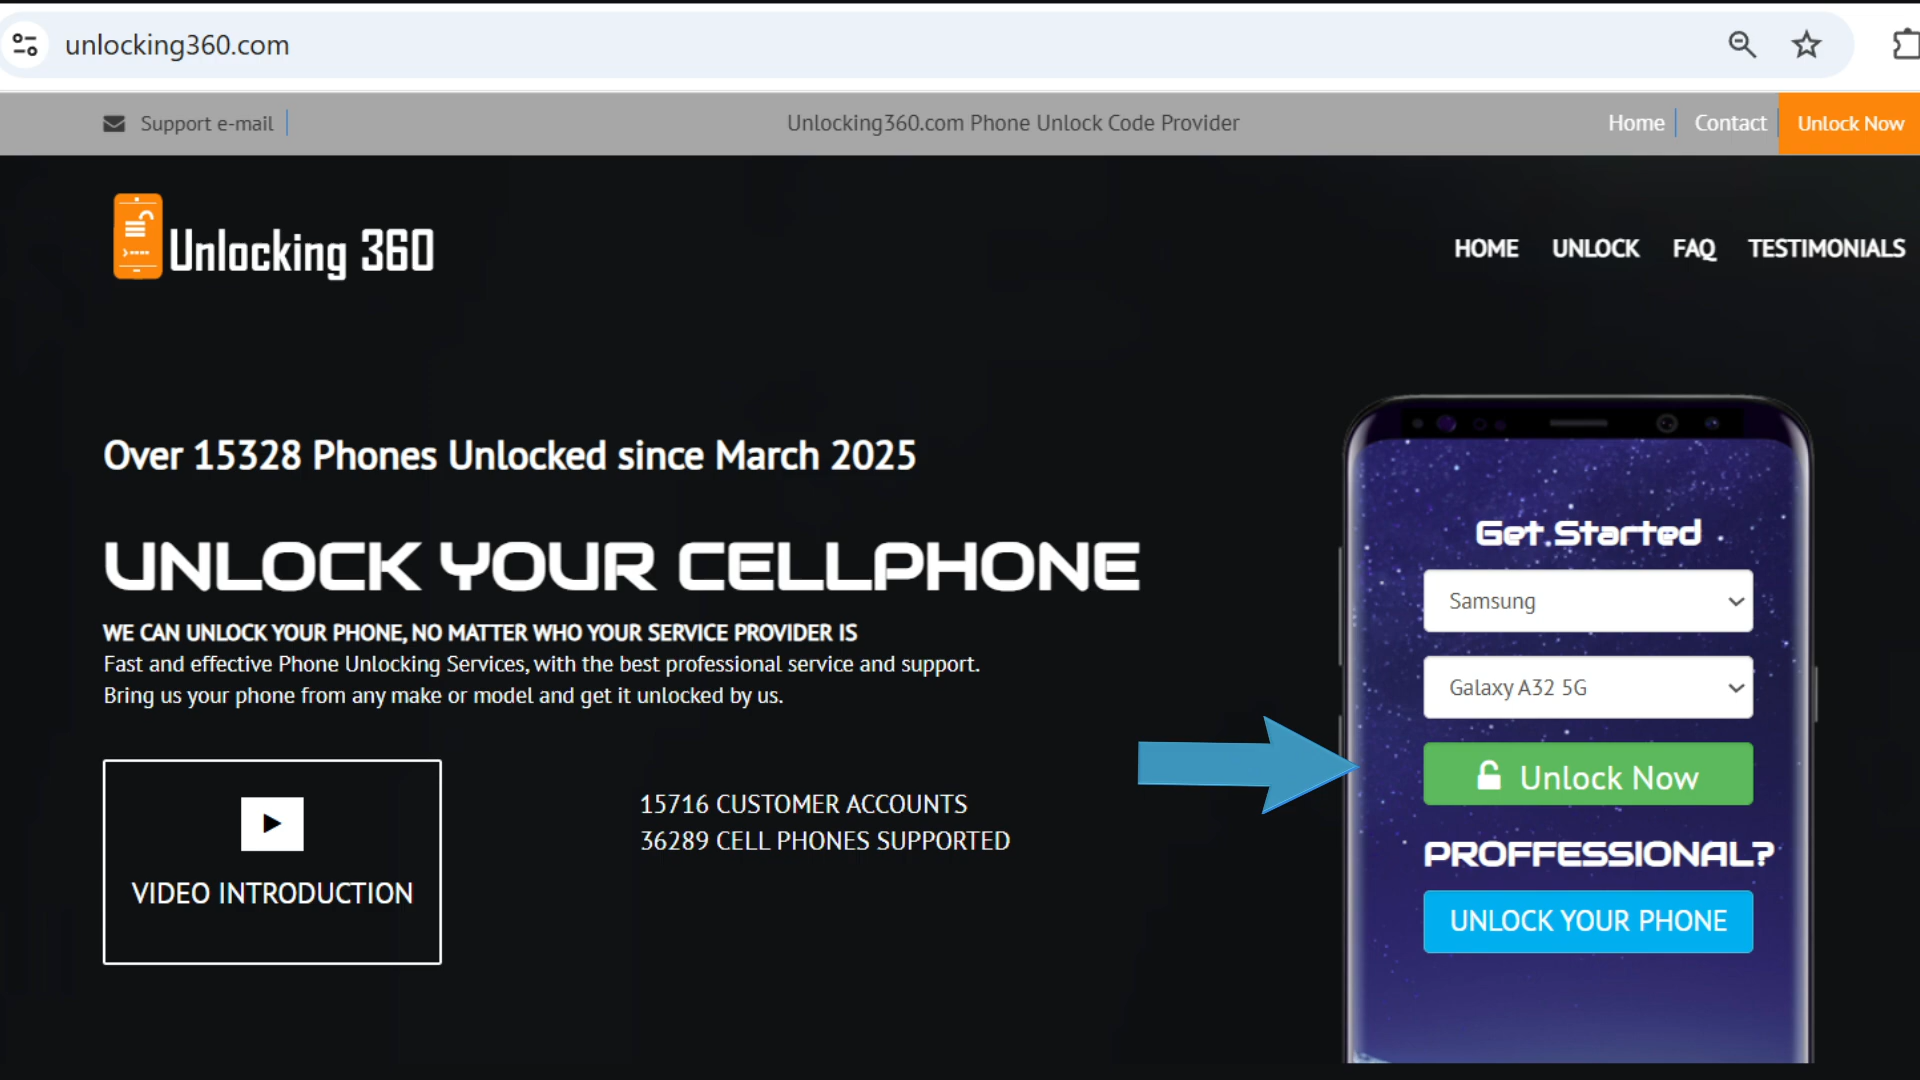 unlocking360.com
Support e-mail
Unlocking360.com Phone Unlock Code Provider
Home
Contact
Unlock Now
Unlocking 360
HOME
UNLOCK
FAQ
TESTIMONIALS
Over 15328 Phones Unlocked since March 2025
UNLOCK YOUR CELLPHONE
WE CAN UNLOCK YOUR PHONE, NO MATTER WHO YOUR SERVICE PROVIDER IS
Fast and effective Phone Unlocking Services, with the best professional service and support.
Bring us your phone from any make or model and get it unlocked by us.
VIDEO INTRODUCTION
15716 CUSTOMER ACCOUNTS
36289 CELL PHONES SUPPORTED
Get Started
Samsung
Galaxy A32 5G
Unlock Now
PROFFESSIONAL?
UNLOCK YOUR PHONE